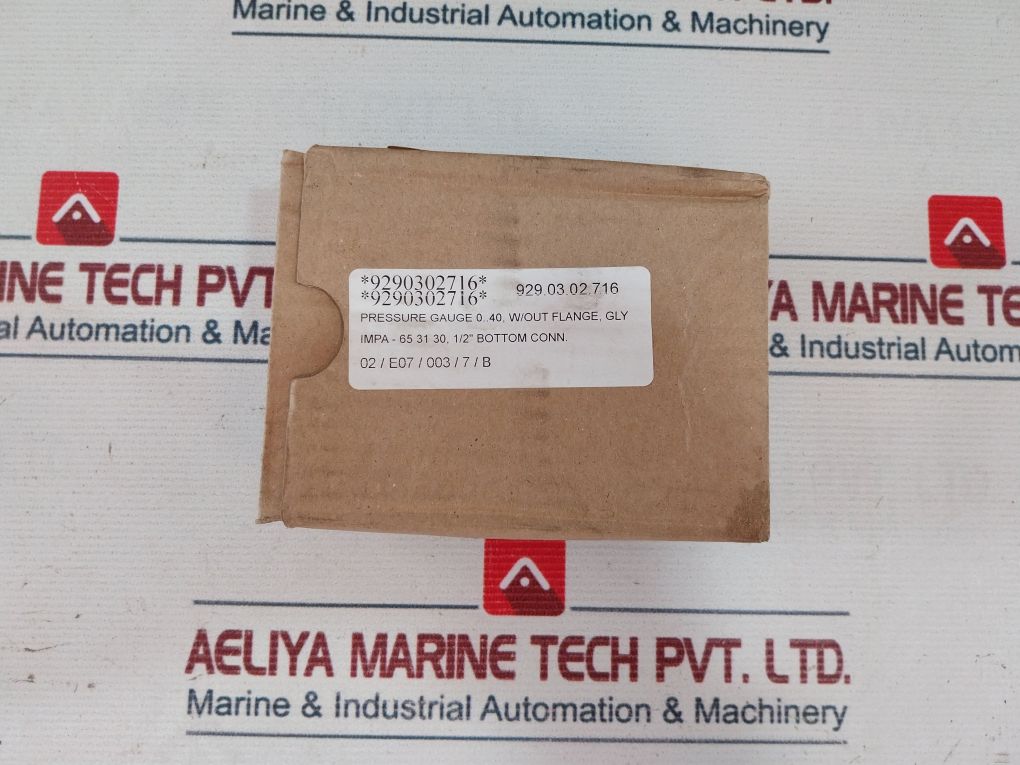 Marine & Industrial Automation & Machinery
*9290302716*
*9290302716*
929.03.02.716
PRESSURE GAUGE 0..40, W/OUT FLANGE, GLY
IMPA - 65 31 30, 1/2" BOTTOM CONN.
02 / E07 / 003 / 7 / B
INE TECH PVT
Automation & Ma
IYA MARINE TE
& Industrial Autom
AELIYA MARINE TECH PVT. LTD.
Marine & Industrial Automation & Machinery